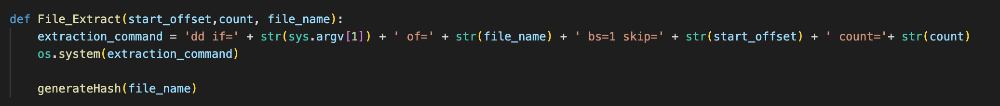 def File_Extract(start_offset,count, file_name):
    extraction_command = 'dd if=' + str(sys.argv[1]) + ' of=' + str(file_name) + ' bs=1 skip=' + str(start_offset) + ' count='+ str(count)
    os.system(extraction_command)

    generateHash(file_name)